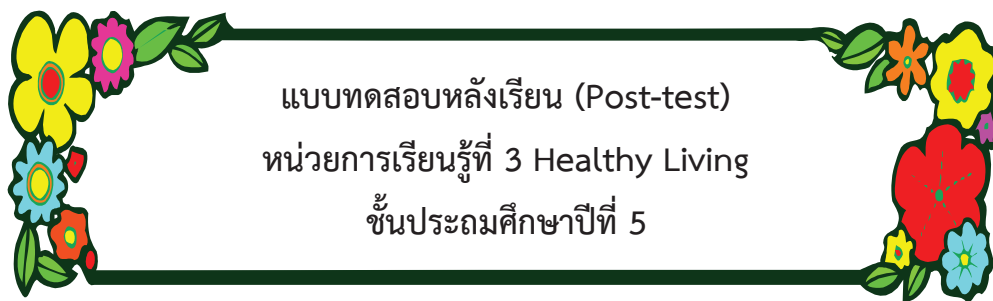 แบบทดสอบหลังเรียน (Post-test)
หน่วยการเรียนรู้ที่ 3 Healthy Living
ชั้นประถมศึกษาปีที่ 5